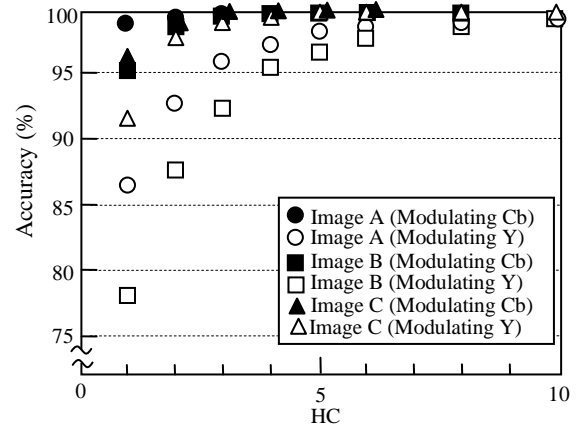 100
95
90
85
80
75
Accuracy (%)
Image A (Modulating Cb)
Image A (Modulating Y)
Image B (Modulating Cb)
Image B (Modulating Y)
Image C (Modulating Cb)
Image C (Modulating Y)
0 5 10
HC